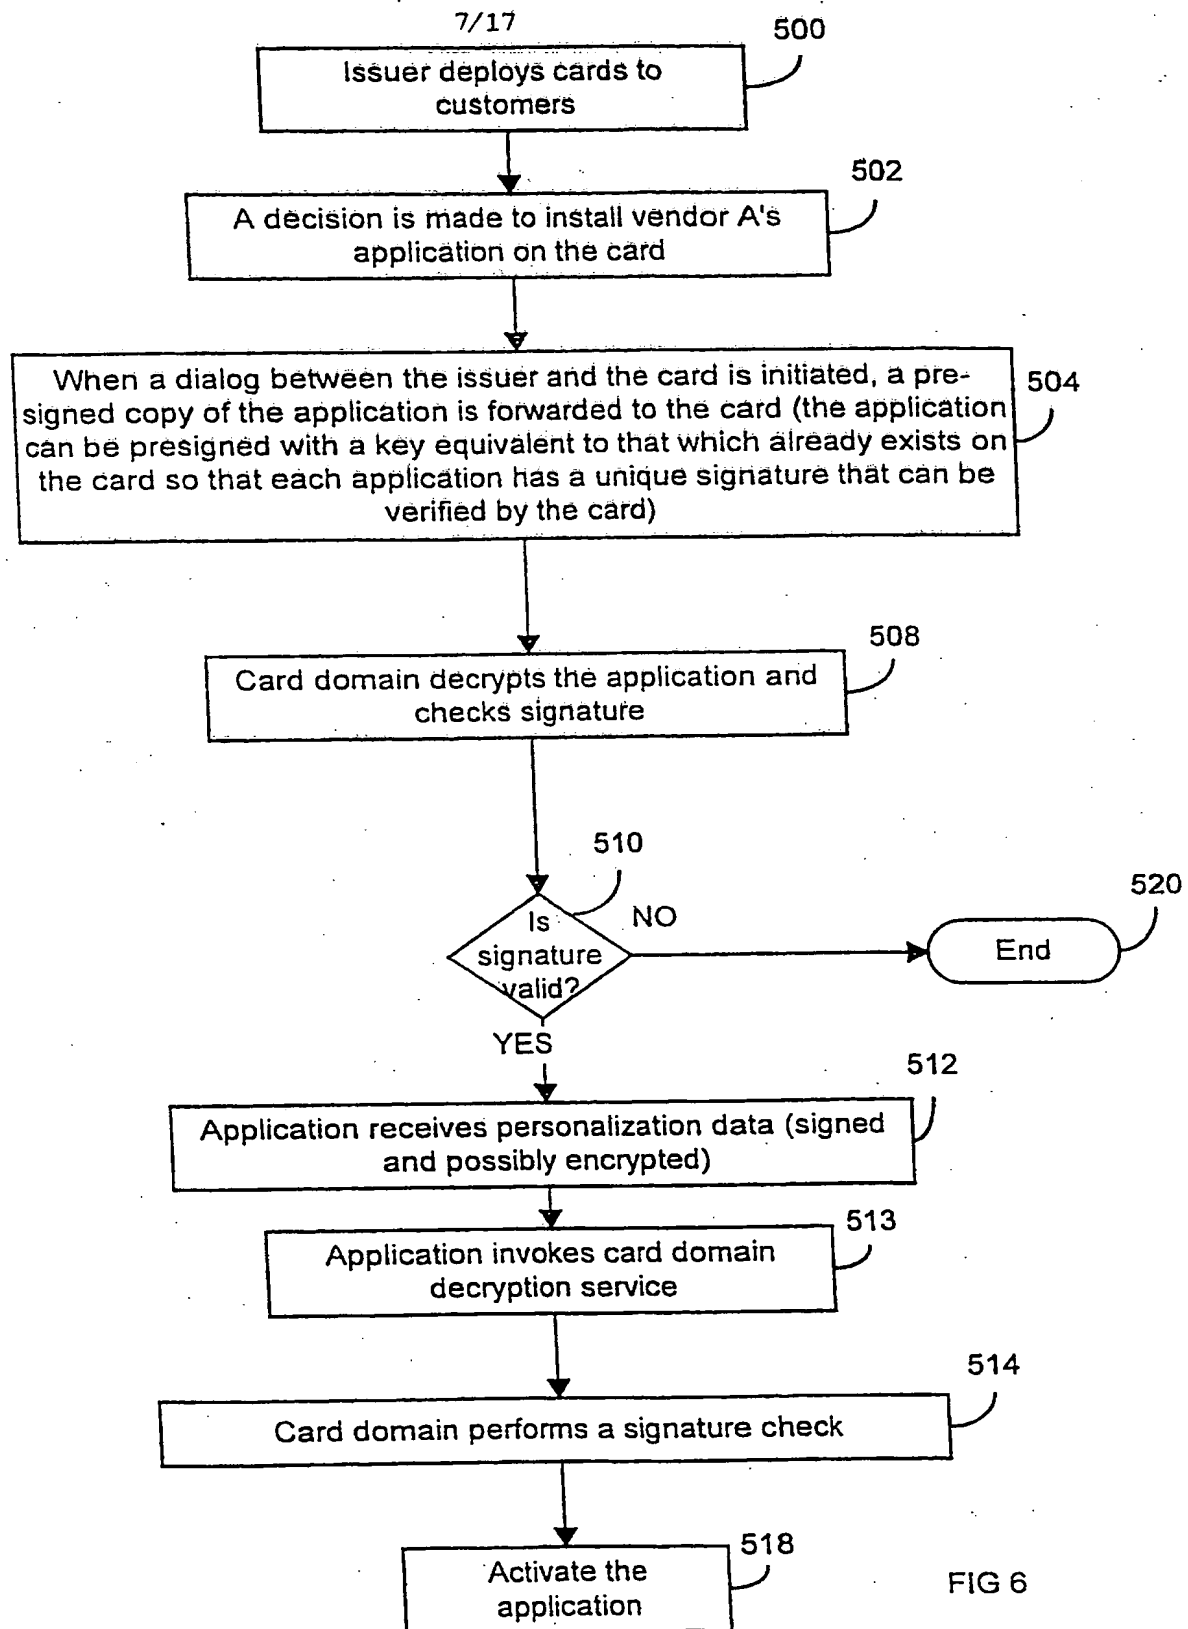 7/17
500
Issuer deploys cards to
customers
502
A decision is made to install vendor A's
application on the card
504
When a dialog between the issuer and the card is initiated, a pre-
signed copy of the application is forwarded to the card (the application
can be presigned with a key equivalent to that which already exists on
the card so that each application has a unique signature that can be
verified by the card)
508
Card domain decrypts the application and
checks signature
510
Is
signature
valid?
NO
520
End
YES
512
Application receives personalization data (signed
and possibly encrypted)
513
Application invokes card domain
decryption service
514
Card domain performs a signature check
518
Activate the
application
FIG 6